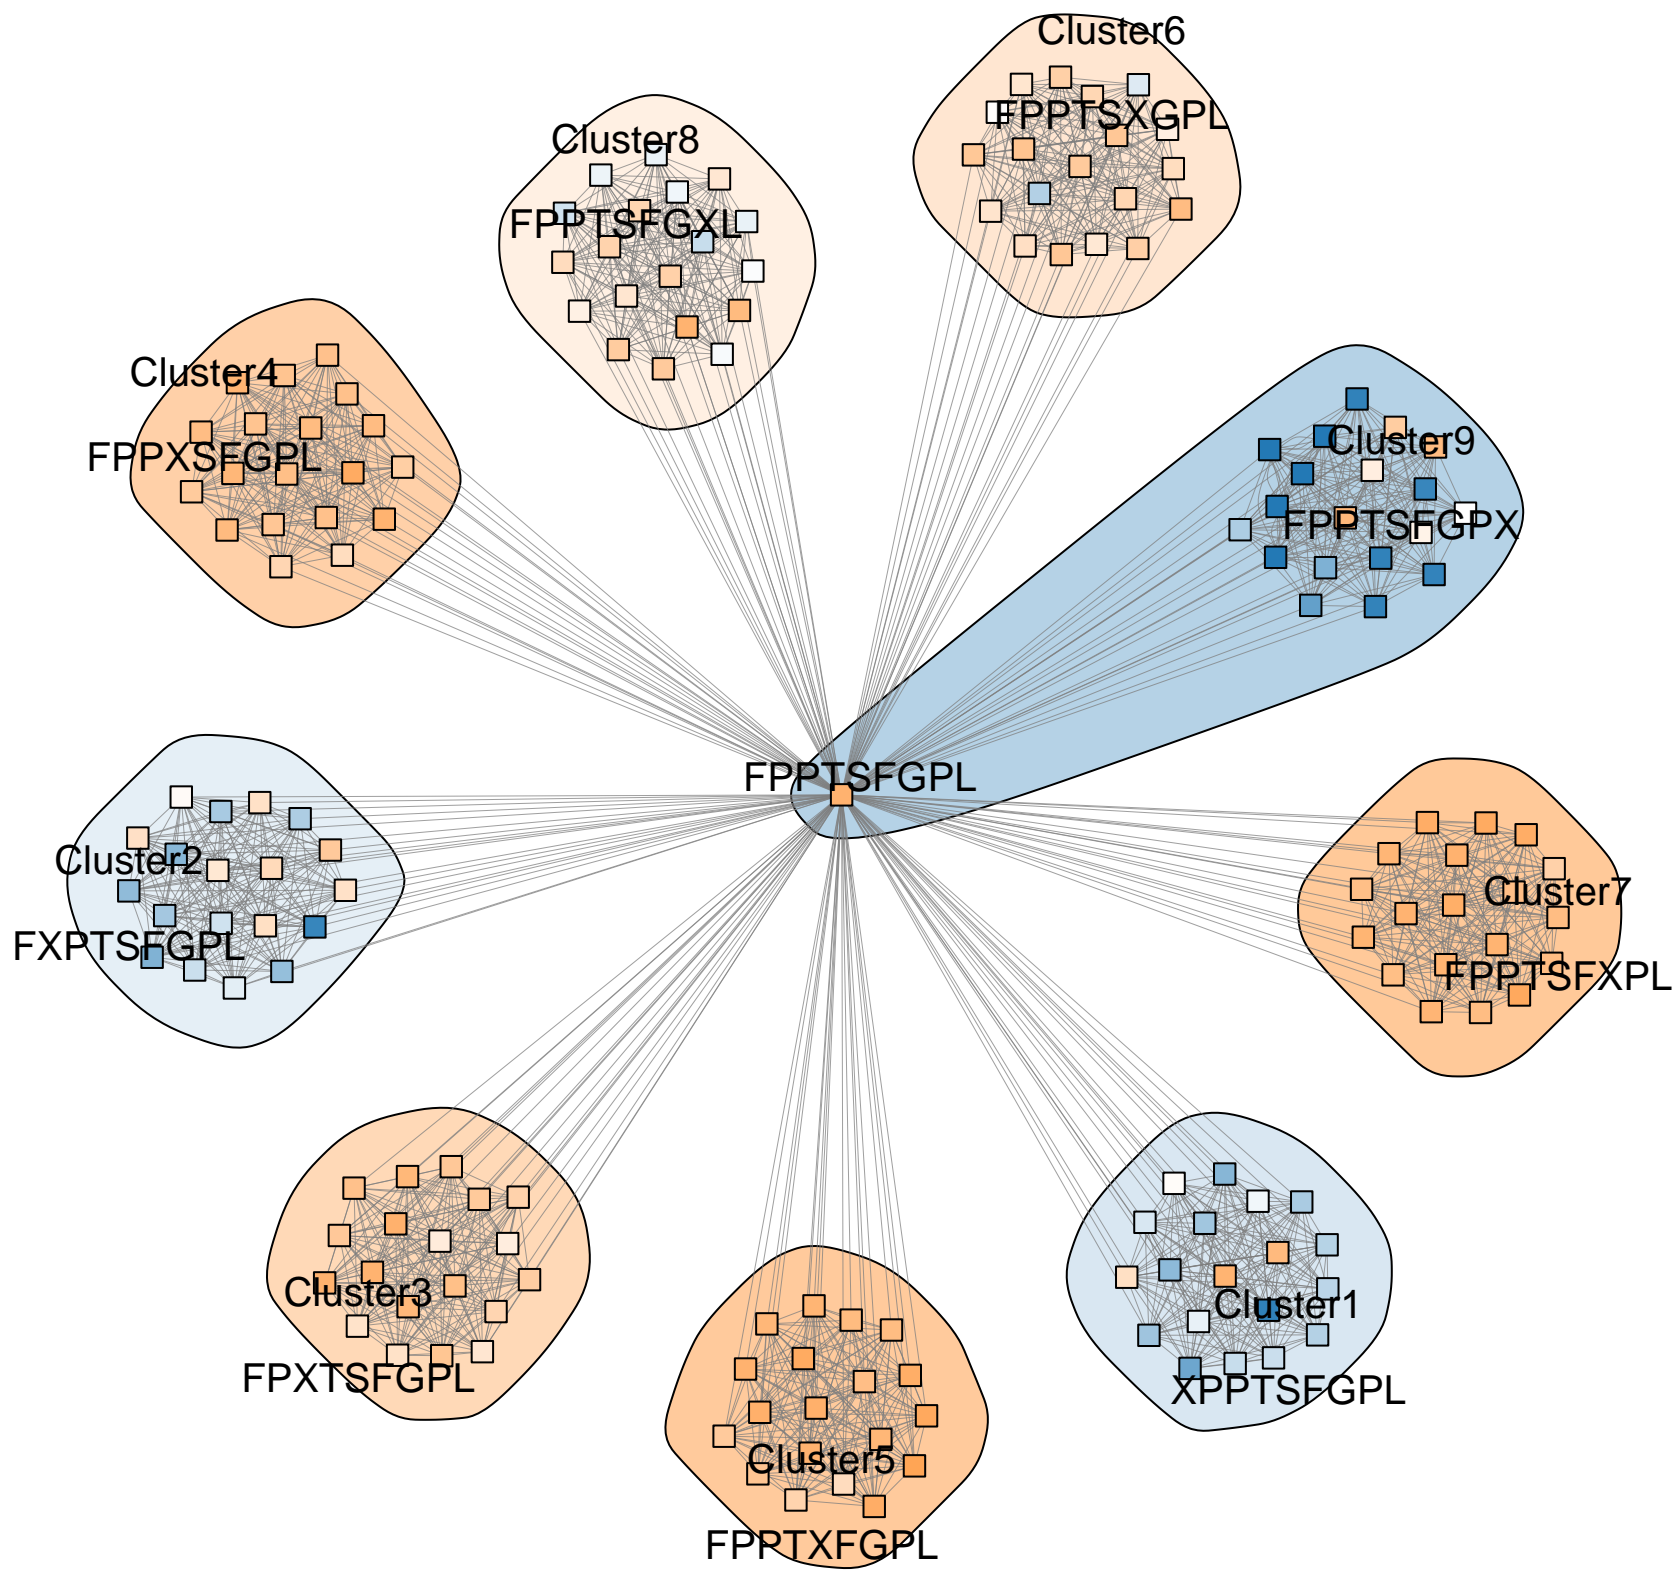 Cluster6
FPPTSXGPL
Cluster8
FPPTSFGXL
Cluster4
FPPXSFGPL
Cluster9
FPPTSFGPX
FPPTSFGPL
Cluster2
FXPTSFGPL
Cluster7
FPPTSFXPL
Cluster3
FPXTSFGPL
Cluster1
XPPTSFGPL
Cluster5
FPPTXFGPL